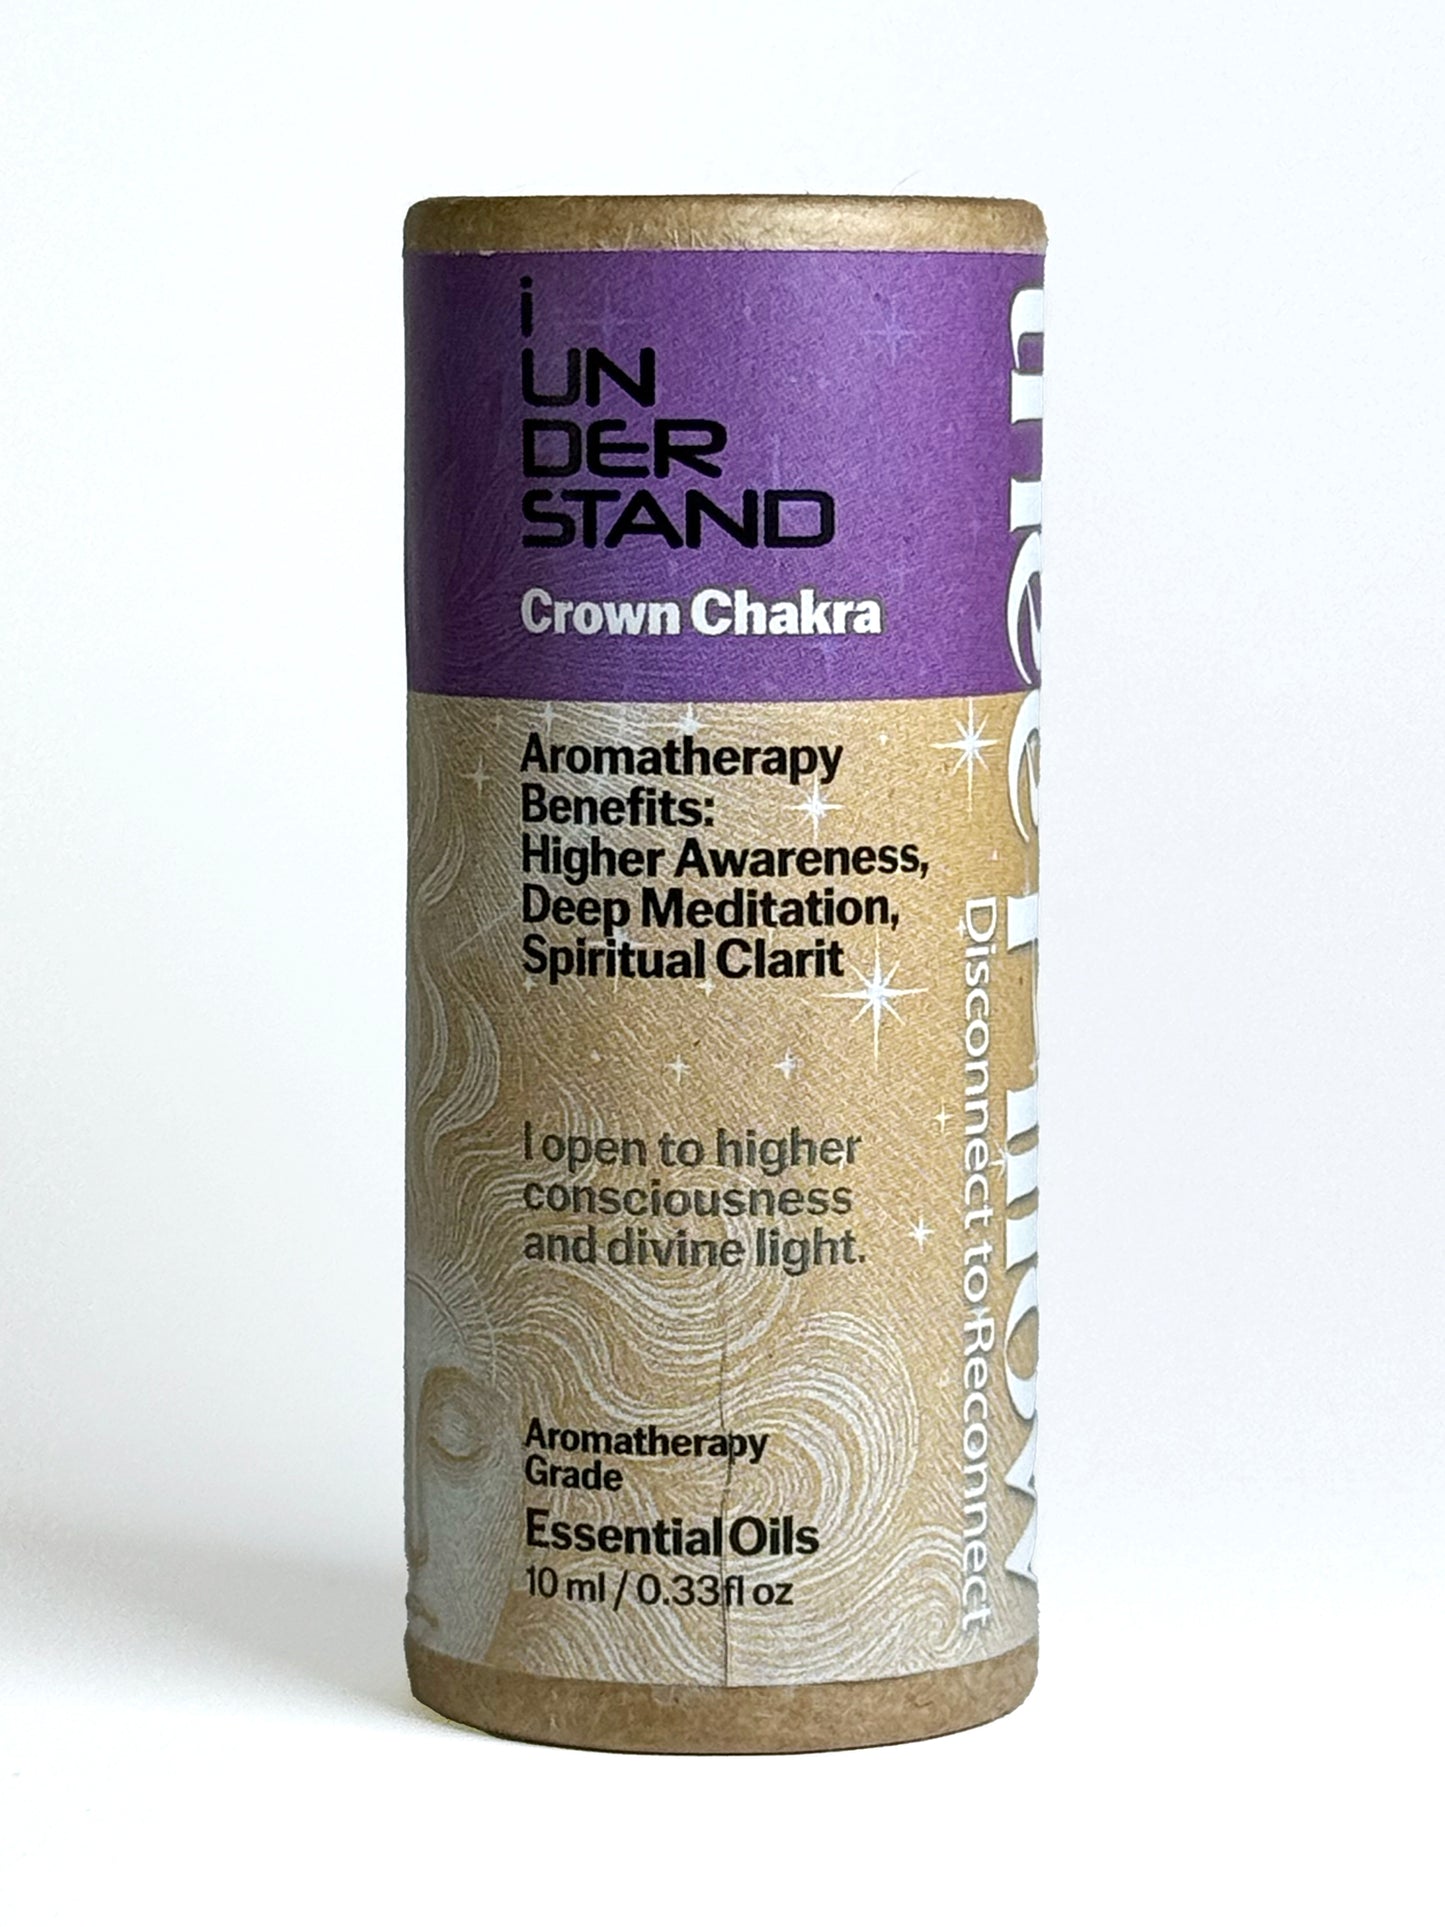 i
UN
DER
STAND
Crown Chakra
Aromatherapy
Benefits:
Higher Awareness,
Deep Meditation,
Spiritual Clarit
I open to higher
consciousness
and divine light.
Aromatherapy
Grade
Essential Oils
10 ml / 0.33fl oz
Disconnect to Reconnect